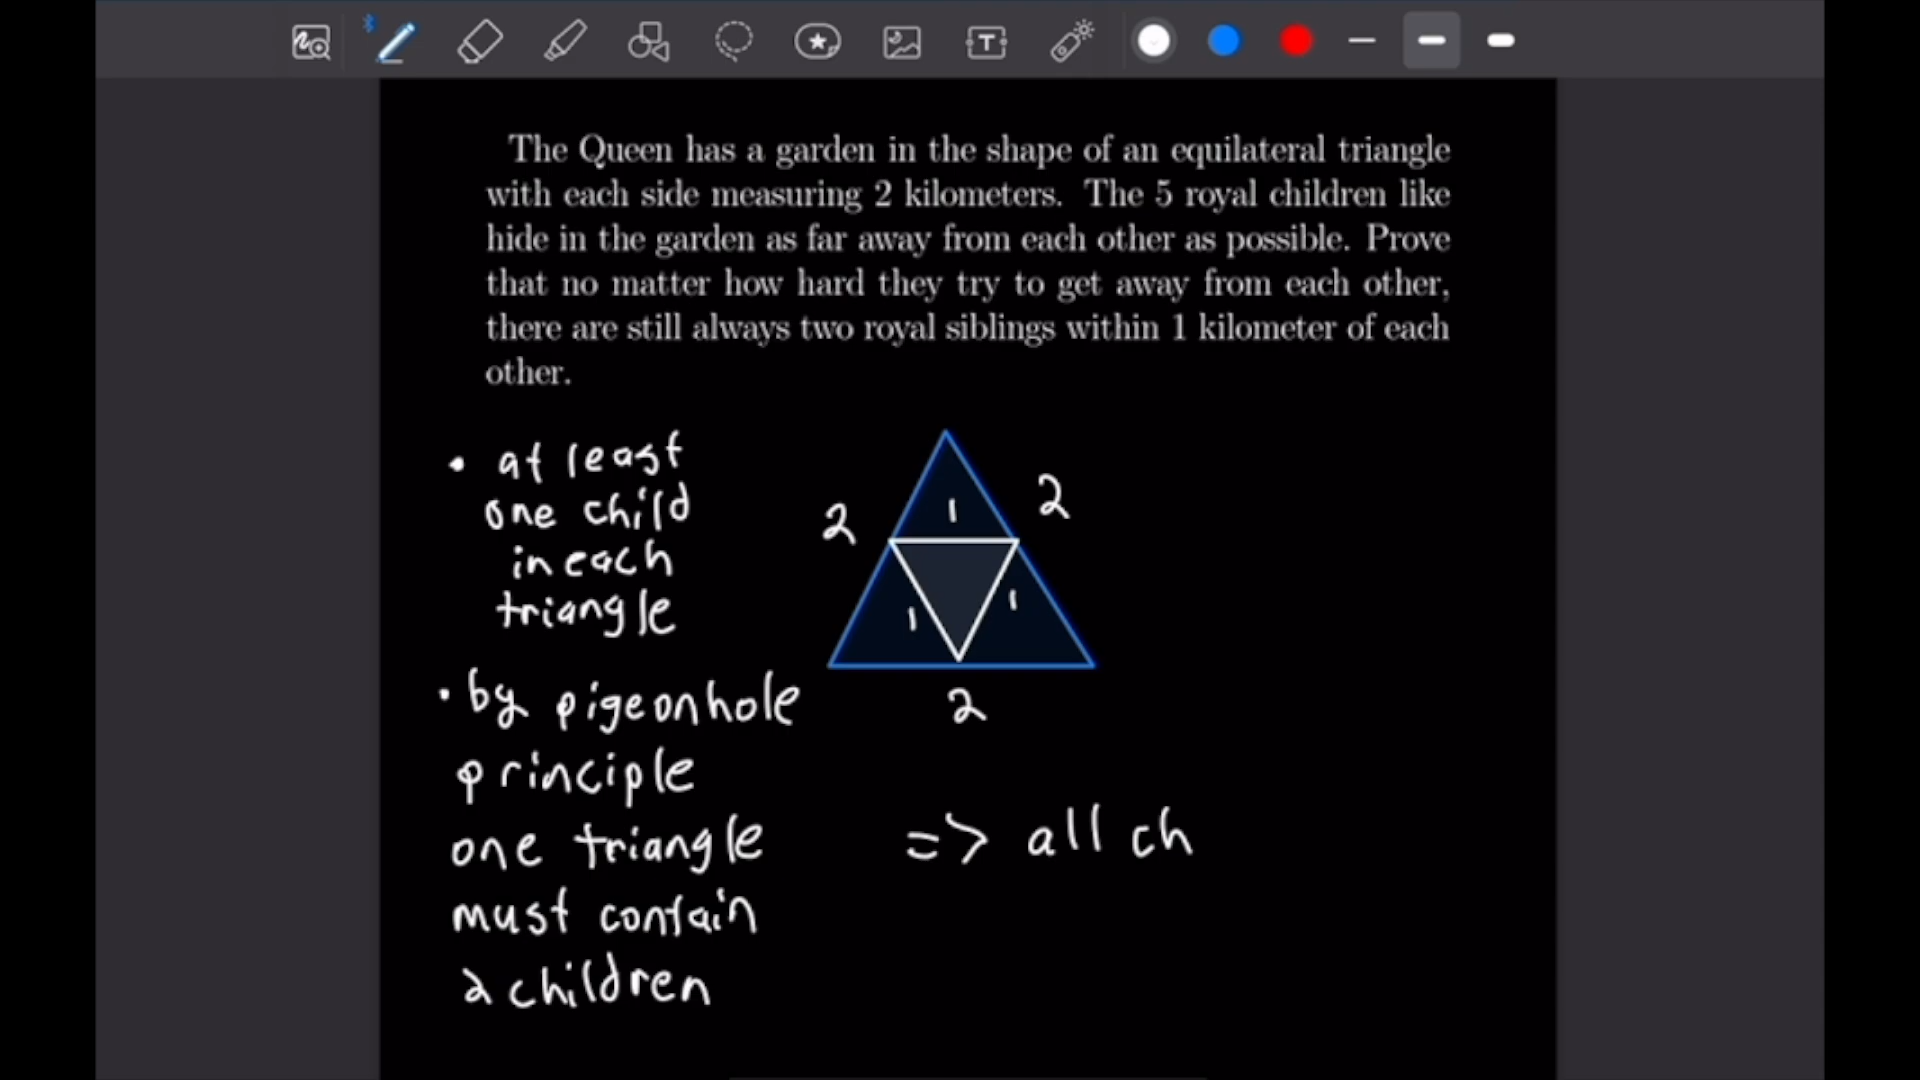 The Queen has a garden in the shape of an equilateral triangle
with each side measuring 2 kilometers. The 5 royal children like
hide in the garden as far away from each other as possible. Prove
that no matter how hard they try to get away from each other,
there are still always two royal siblings within 1 kilometer of each
other.
• at least
one child
in each
triangle
2
1
2
1
1
2
• by pigeonhole
principle
one triangle
must contain
2 children
=> all ch
T